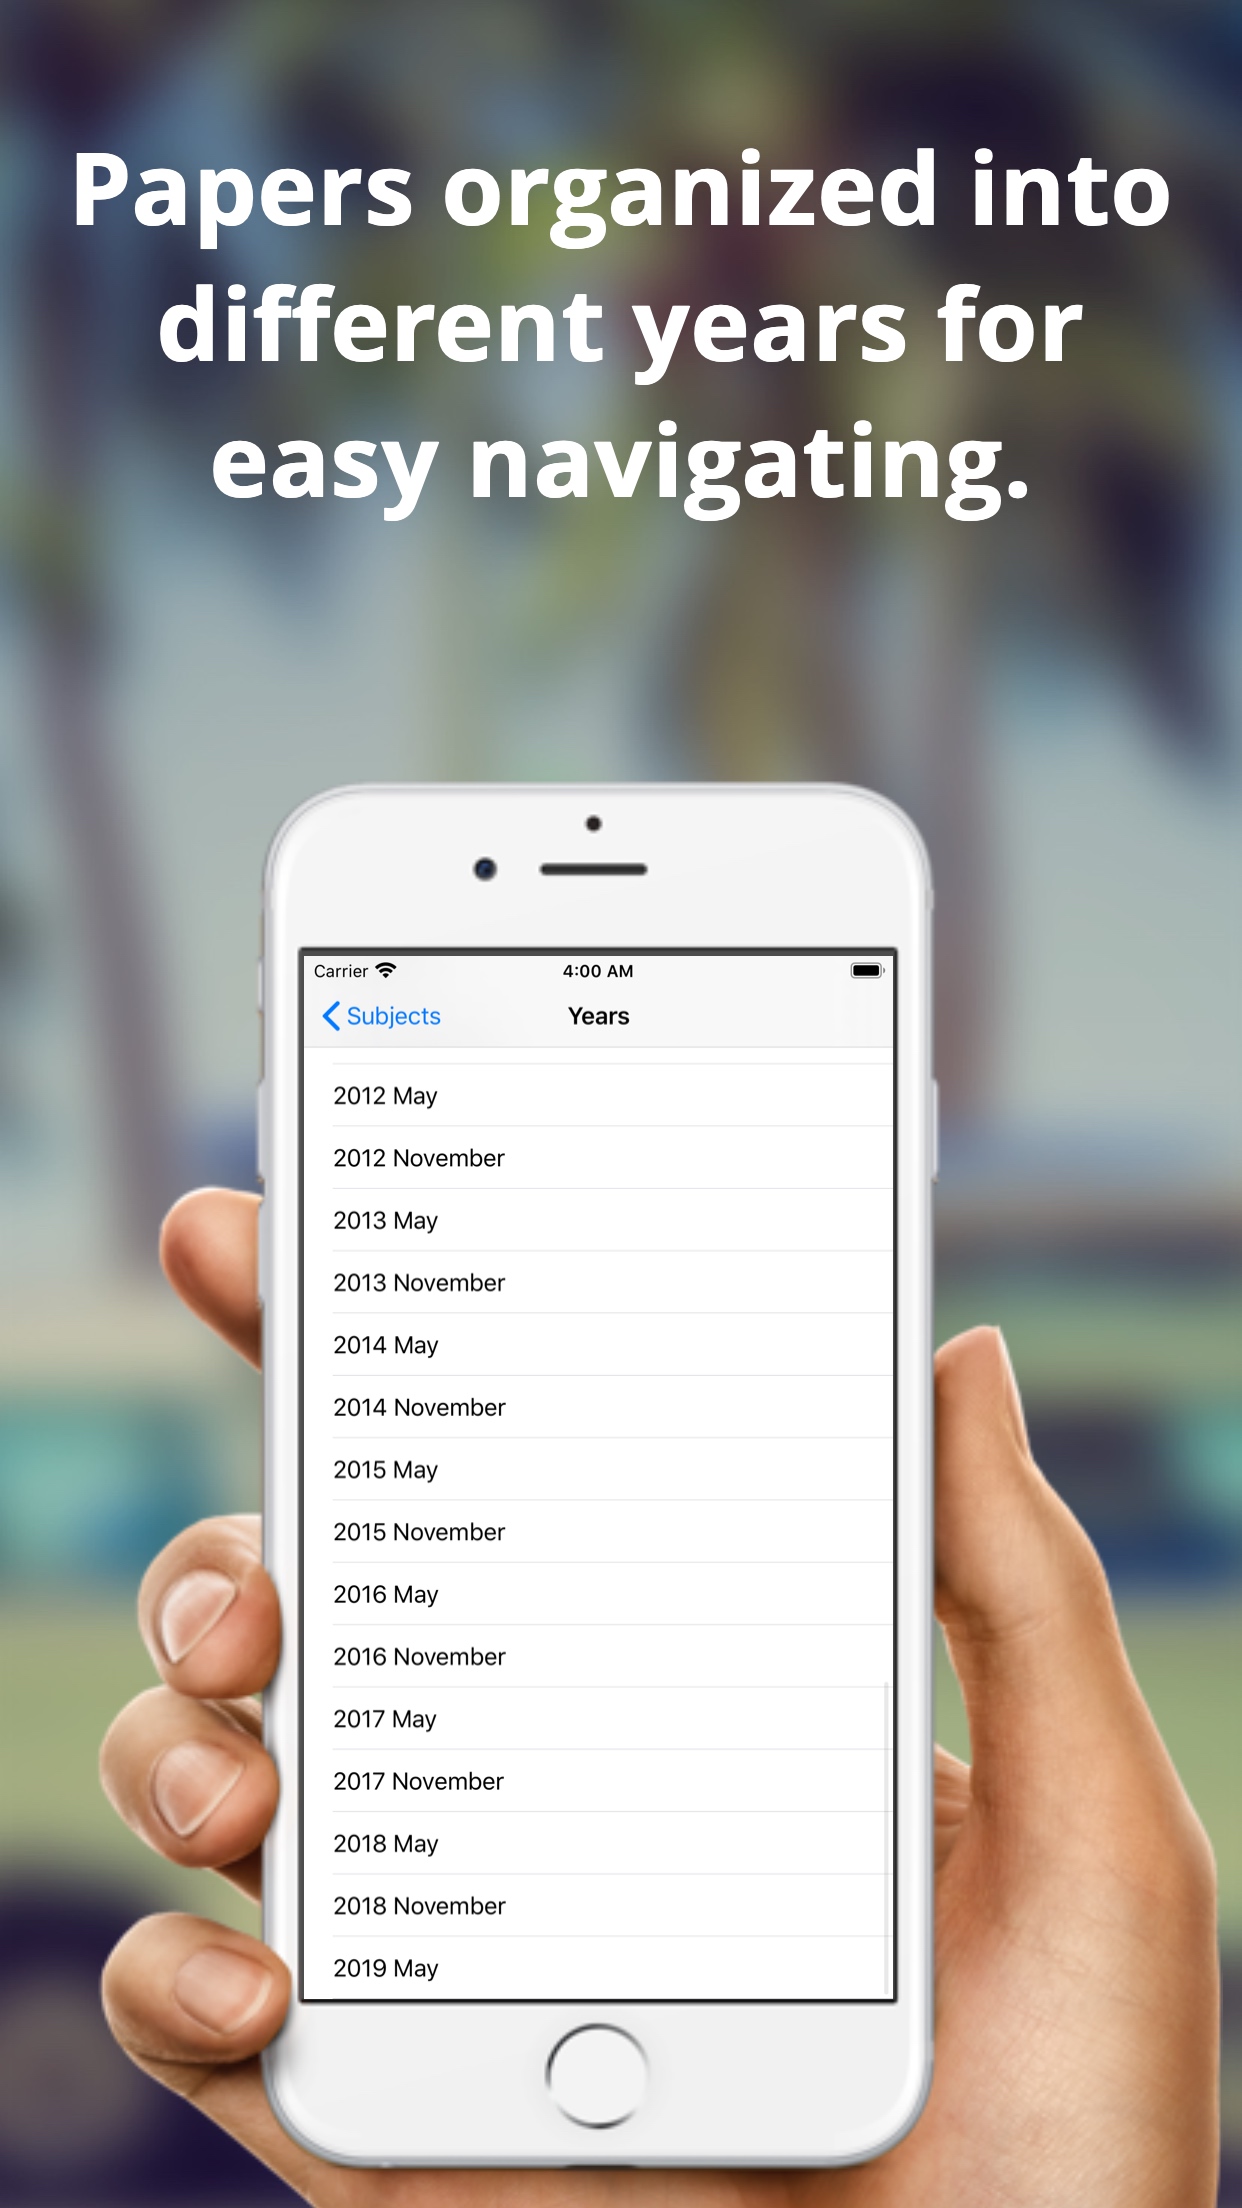 Papers organized into
different years for
easy navigating.
Carrier 4:00 AM
Subjects Years
2012 May
2012 November
2013 May
2013 November
2014 May
2014 November
2015 May
2015 November
2016 May
2016 November
2017 May
2017 November
2018 May
2018 November
2019 May